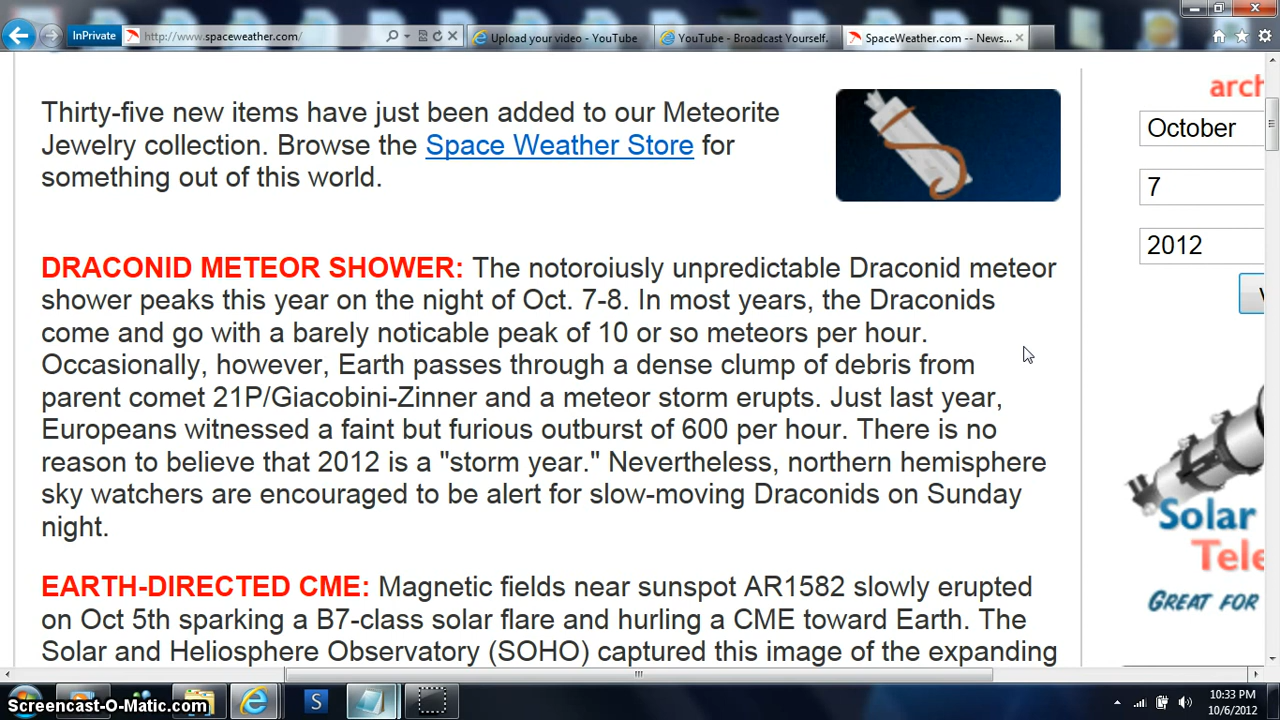 InPrivate
http://www.spaceweather.com/
Upload your video - YouTube
YouTube - Broadcast Yourself.
SpaceWeather.com -- News...
Thirty-five new items have just been added to our Meteorite
Jewelry collection. Browse the Space Weather Store for
something out of this world.
arch
October
7
2012
DRACONID METEOR SHOWER: The notoroiusly unpredictable Draconid meteor
shower peaks this year on the night of Oct. 7-8. In most years, the Draconids
come and go with a barely noticable peak of 10 or so meteors per hour.
Occasionally, however, Earth passes through a dense clump of debris from
parent comet 21P/Giacobini-Zinner and a meteor storm erupts. Just last year,
Europeans witnessed a faint but furious outburst of 600 per hour. There is no
reason to believe that 2012 is a "storm year." Nevertheless, northern hemisphere
sky watchers are encouraged to be alert for slow-moving Draconids on Sunday
night.
Solar
Tele
GREAT FOR
EARTH-DIRECTED CME: Magnetic fields near sunspot AR1582 slowly erupted
on Oct 5th sparking a B7-class solar flare and hurling a CME toward Earth. The
Solar and Heliosphere Observatory (SOHO) captured this image of the expanding
S
Screencast-O-Matic.com
10:33 PM
10/6/2012